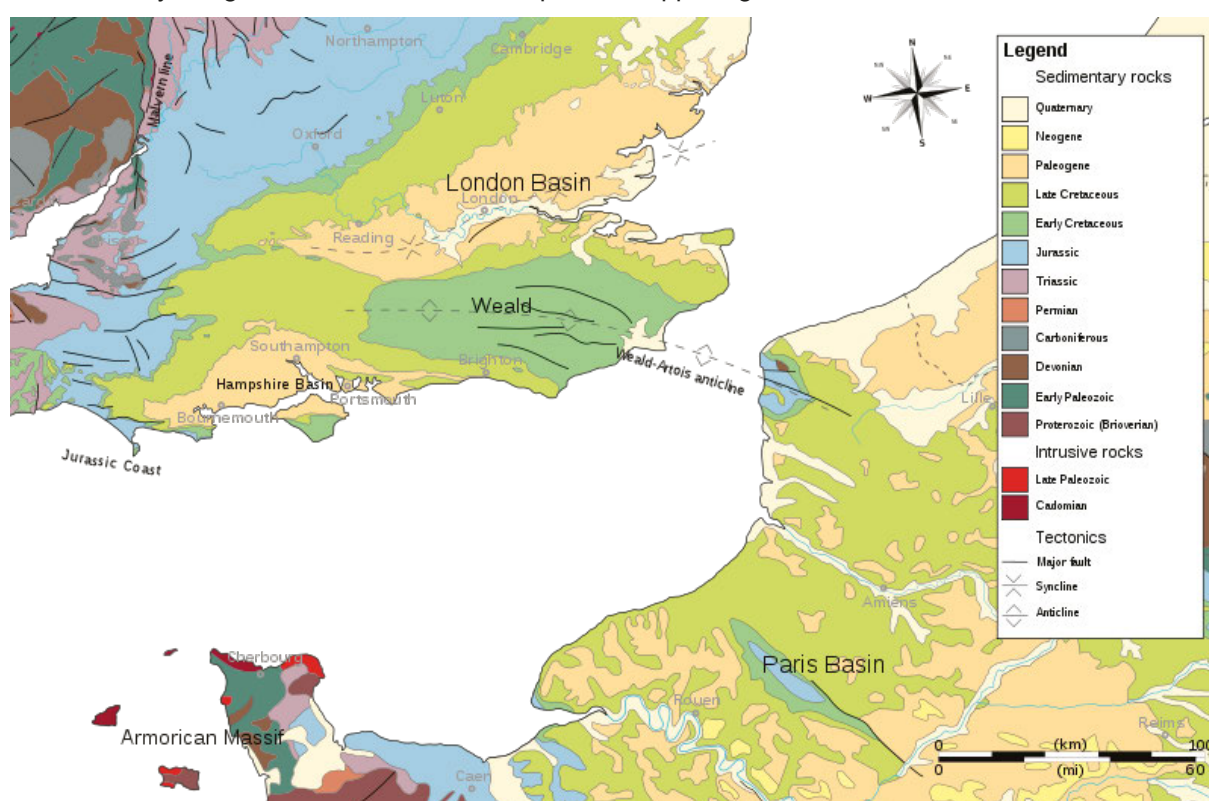 Northampton
Cambridge
Malvern line
Luton
Oxford
London Basin
London
Reading
Weald
Southampton
Brighton
Weald-Artois anticline
Hampshire Basin
Portsmouth
Bournemouth
Lille
Jurassic Coast
Amiens
Cherbourg
Paris Basin
Rouen
Reims
Armorican Massif
Caen
N
NW
W
E
S
Legend
Sedimentary rocks
Quaternary
Neogene
Paleogene
Late Cretaceous
Early Cretaceous
Jurassic
Triassic
Permian
Carboniferous
Devonian
Early Paleozoic
Proterozoic (Brioverian)
Intrusive rocks
Late Paleozoic
Cadomian
Tectonics
Major fault
Syncline
Anticline
0 (km) 100
0 (mi) 60